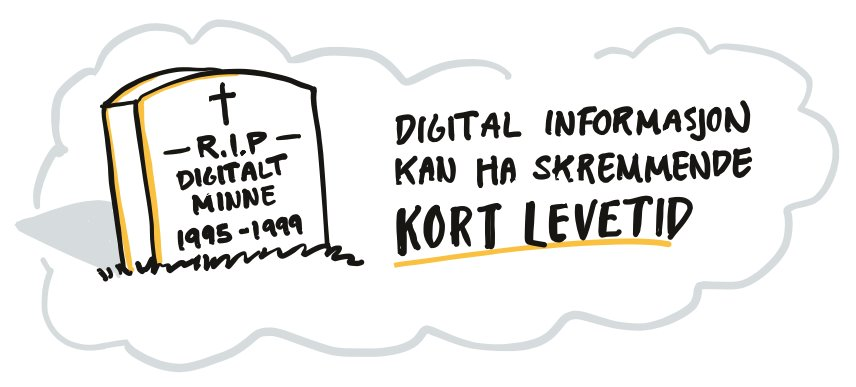 - R.I.P -
DIGITALT
MINNE
1995-1999
DIGITAL INFORMASJON
KAN HA SKREMMENDE
KORT LEVETID